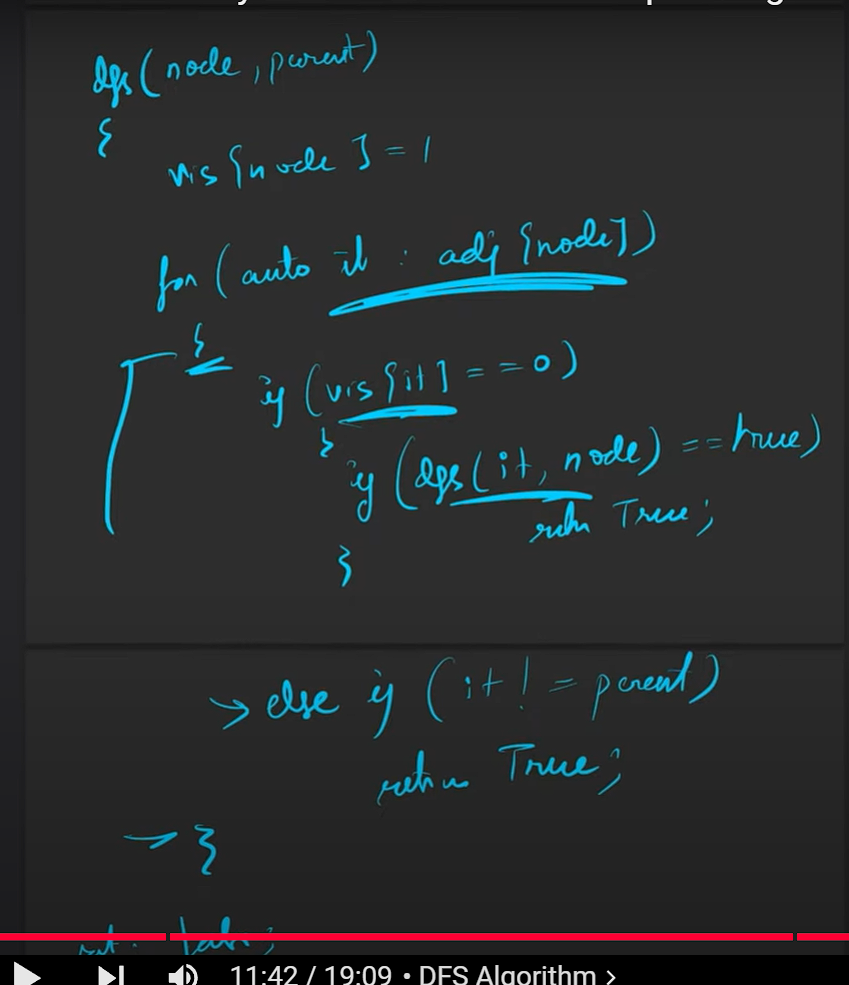 dfs(node, parent)
{
vis[node] = 1
for (auto it : adj[node])
{
if (vis[it] == 0)
{
if (dfs(it, node) == true)
return True;
}
else if (it != parent)
return True;
}
11:42 / 19:09 • DFS Algorithm >